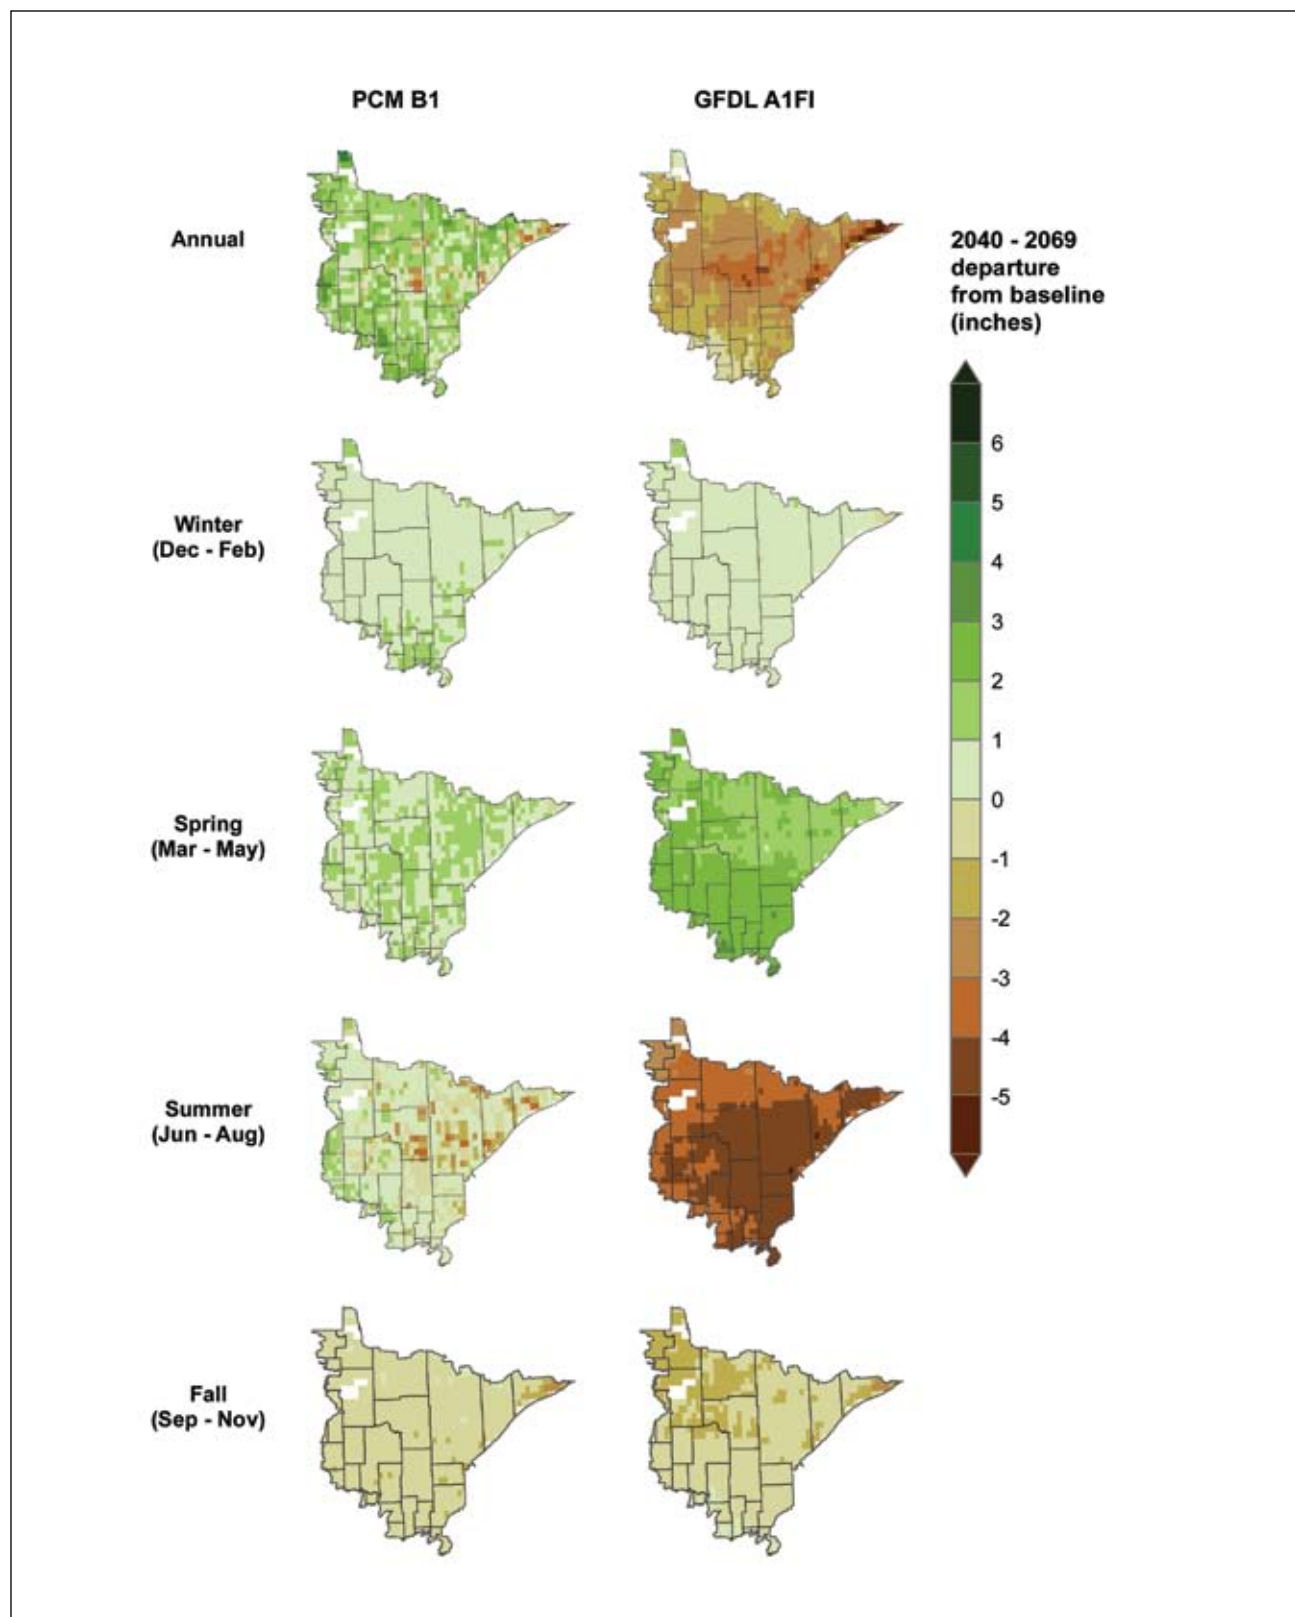 PCM B1
GFDL A1FI
Annual
2040 - 2069
departure
from baseline
(inches)
6
5
4
3
2
1
0
-1
-2
-3
-4
-5
Winter
(Dec - Feb)
Spring
(Mar - May)
Summer
(Jun - Aug)
Fall
(Sep - Nov)